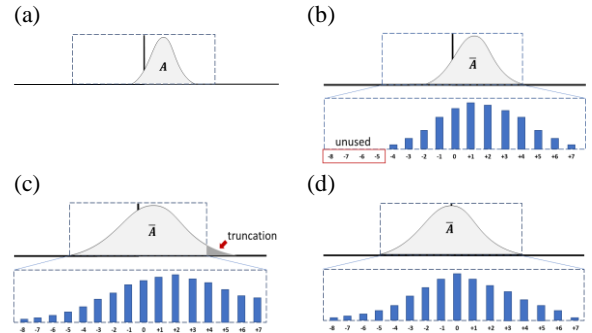 (a)
A
(b)
Ā
unused
-8 -7 -6 -5 -4 -3 -2 -1 0 +1 +2 +3 +4 +5 +6 +7
(c)
Ā
truncation
-8 -7 -6 -5 -4 -3 -2 -1 0 +1 +2 +3 +4 +5 +6 +7
(d)
Ā
-8 -7 -6 -5 -4 -3 -2 -1 0 +1 +2 +3 +4 +5 +6 +7